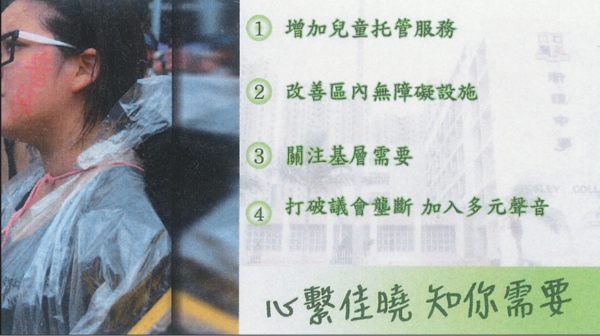 ① 增加兒童托管服務
② 改善區內無障礙設施
③ 關注基層需要
④ 打破議會壟斷 加入多元聲音
心繫佳曉 知你需要